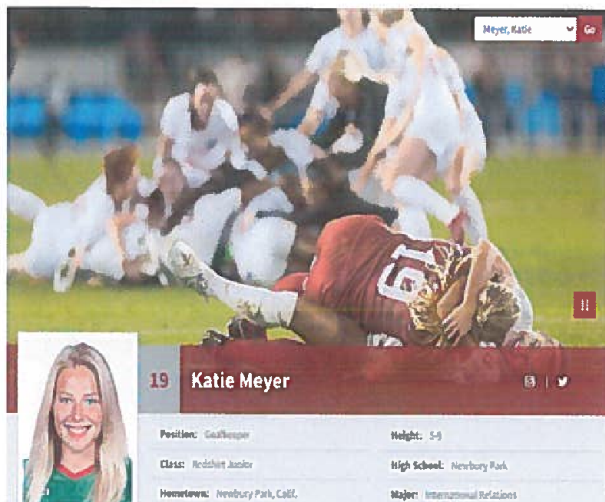 Meyer, Katie Go
19
19 Katie Meyer
Position: Goalkeeper Height: 5-9
Class: Redshirt Junior High School: Newbury Park
Hometown: Newbury Park, Calif. Major: International Relations